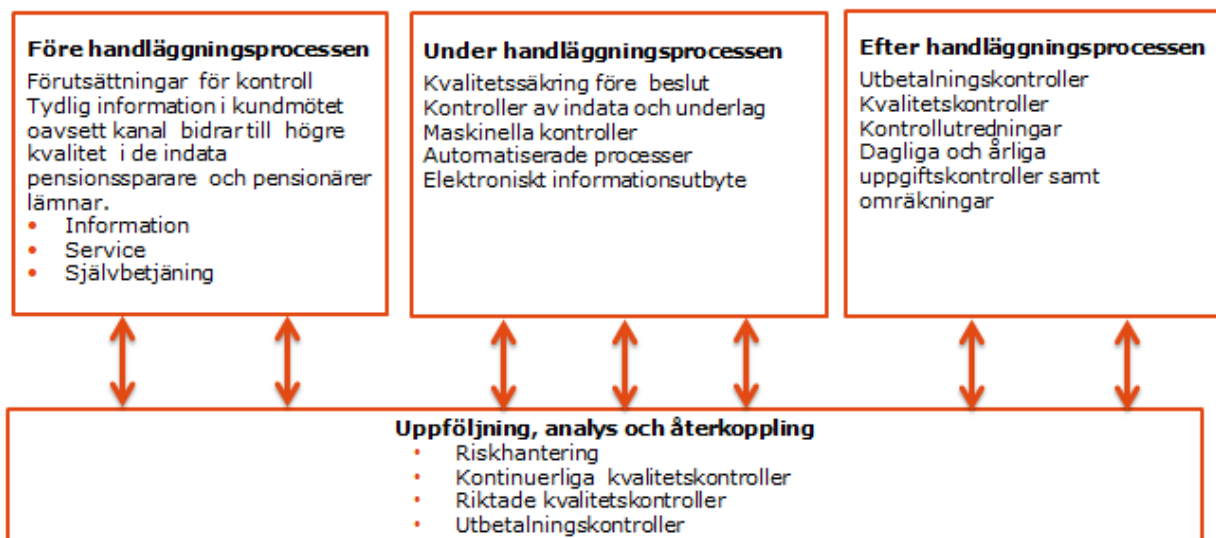 Före handläggningsprocessen
Förutsättningar för kontroll
Tydlig information i kundmötet
oavsett kanal bidrar till högre
kvalitet i de indata
pensionssparare och pensionärer
lämnar.
• Information
• Service
• Självbetjäning
Under handläggningsprocessen
Kvalitetssäkring före beslut
Kontroller av indata och underlag
Maskinella kontroller
Automatiserade processer
Elektroniskt informationsutbyte
Efter handläggningsprocessen
Utbetalningskontroller
Kvalitetskontroller
Kontrollutredningar
Dagliga och årliga
uppgiftskontroller samt
omräkningar
Uppföljning, analys och återkoppling
• Riskhantering
• Kontinuerliga kvalitetskontroller
• Riktade kvalitetskontroller
• Utbetalningskontroller